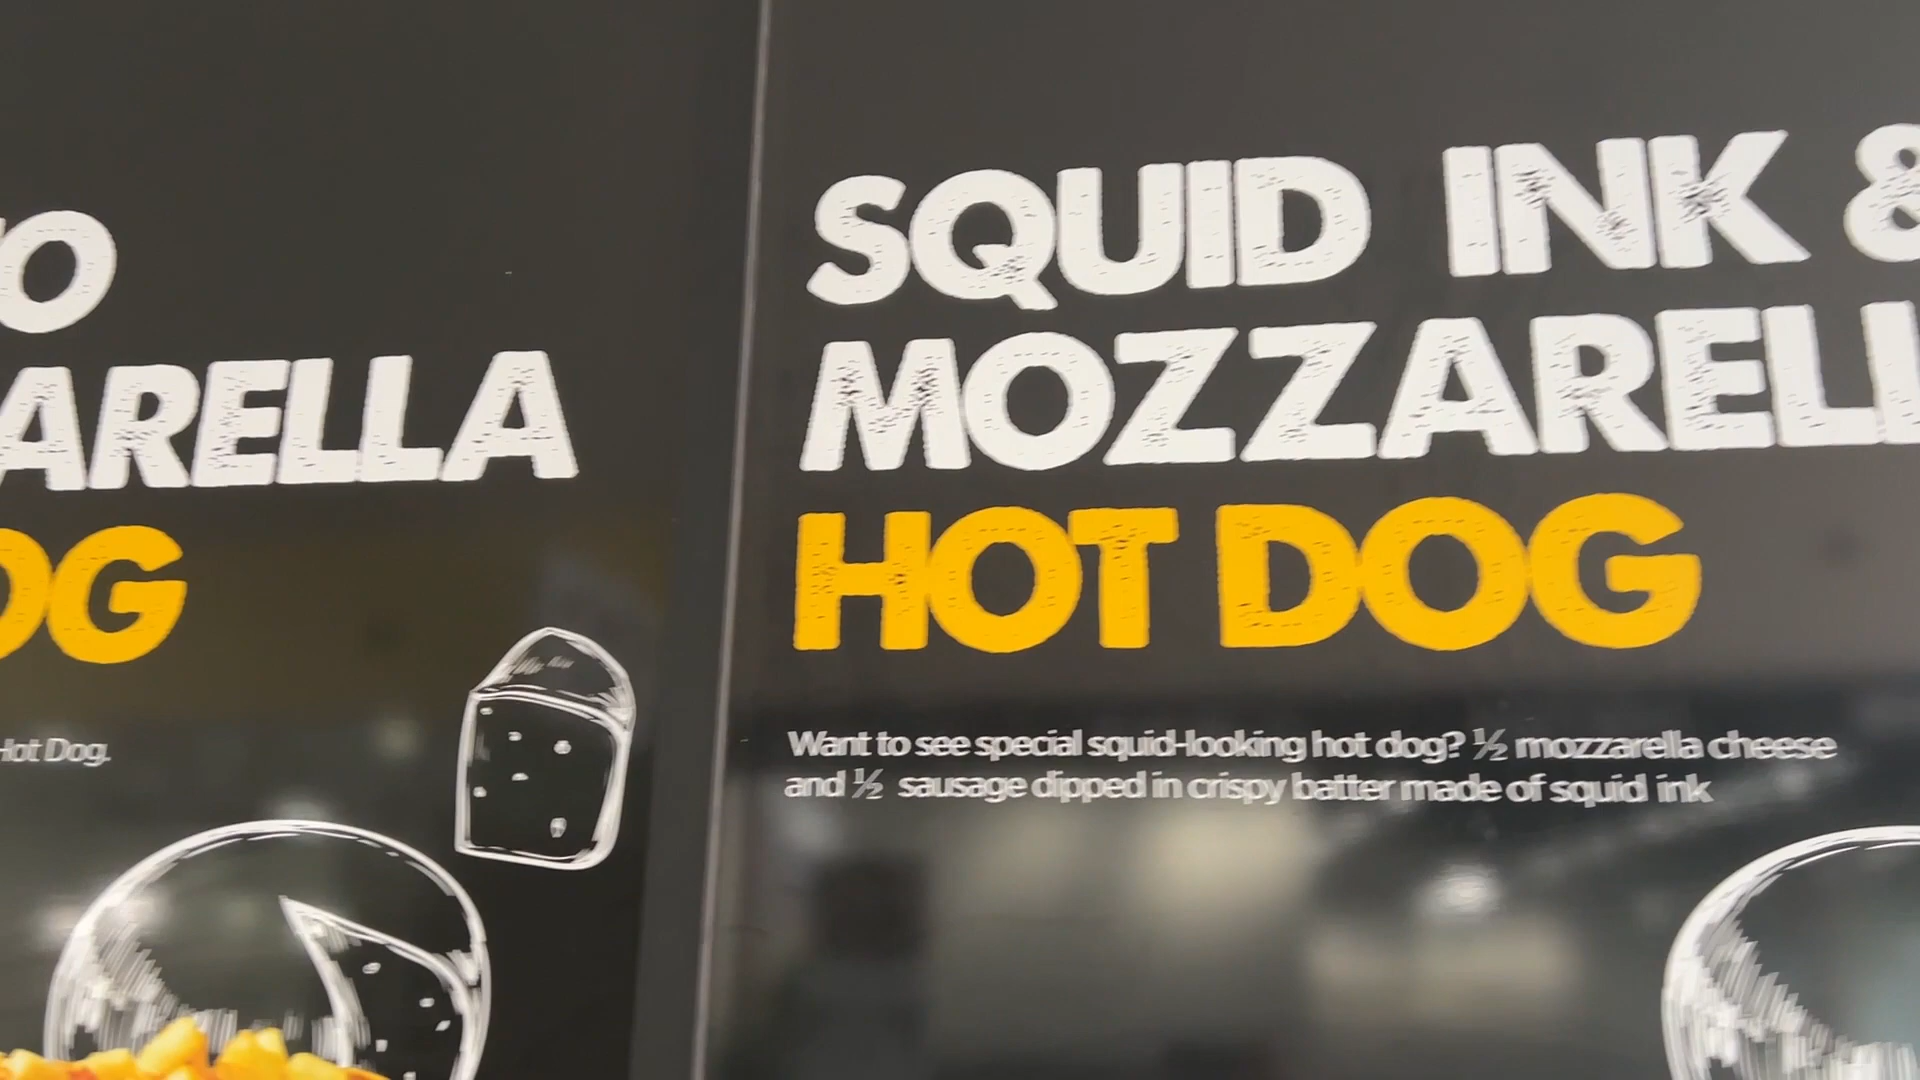 SQUID INK &
MOZZARELL
HOT DOG
Want to see special squid-looking hot dog? ½ mozzarella cheese
and ½ sausage dipped in crispy batter made of squid ink
O
ARELLA
OG
Hot Dog.